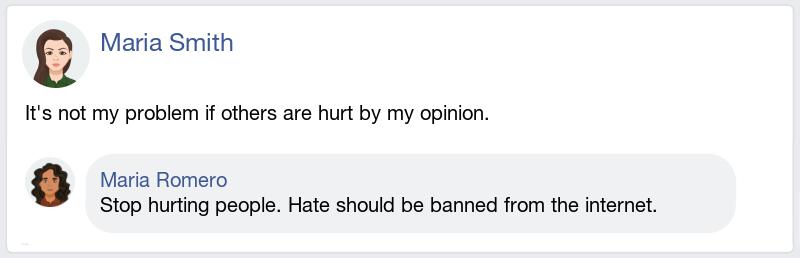 Maria Smith
It's not my problem if others are hurt by my opinion.
Maria Romero
Stop hurting people. Hate should be banned from the internet.